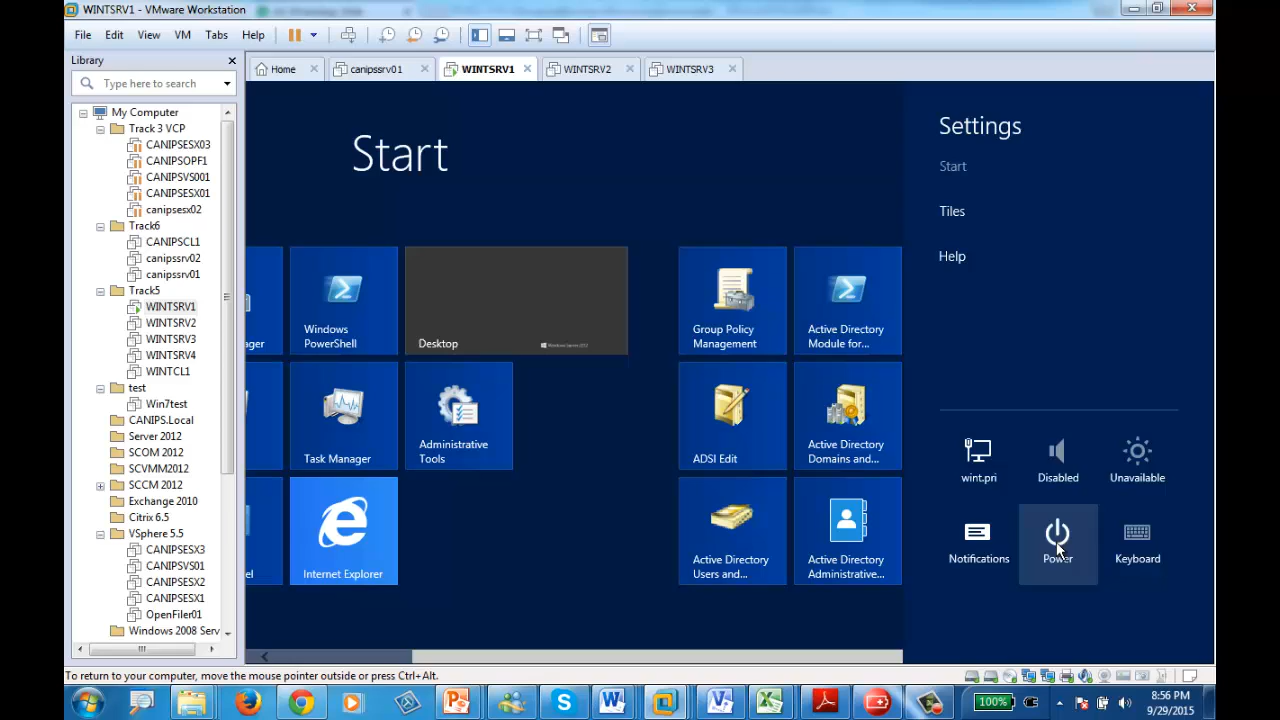 WINTSRV1 - VMware Workstation
File Edit View VM Tabs Help
Library
Type here to search
My Computer
Track 3 VCP
CANIPSESX03
CANIPSOPF1
CANIPSVS001
CANIPSESX01
canipsesx02
Track6
CANIPSCL1
canipssrv02
canipssrv01
Track5
WINTSRV1
WINTSRV2
WINTSRV3
WINTSRV4
WINTCL1
test
Win7test
CANIPS.Local
Server 2012
SCOM 2012
SCVMM2012
SCCM 2012
Exchange 2010
Citrix 6.5
VSphere 5.5
CANIPSESX3
CANIPSVS01
CANIPSESX2
CANIPSESX1
OpenFiler01
Windows 2008 Serv
Home canipssrv01 WINTSRV1 WINTSRV2 WINTSRV3
Start
ager
Windows
PowerShell
Desktop
Windows Server 2012
Group Policy
Management
Active Directory
Module for...
Task Manager
Administrative
Tools
ADSI Edit
Active Directory
Domains and...
el
Internet Explorer
Active Directory
Users and...
Active Directory
Administrative...
Settings
Start
Tiles
Help
wint.pri
Disabled
Unavailable
Notifications
Power
Keyboard
To return to your computer, move the mouse pointer outside or press Ctrl+Alt.
100%
8:56 PM
9/29/2015